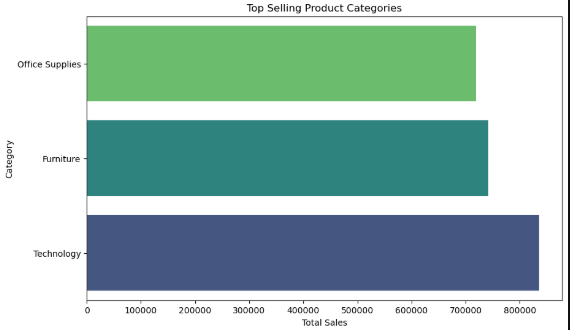 Top Selling Product Categories
Office Supplies
Furniture
Technology
Category
0 100000 200000 300000 400000 500000 600000 700000 800000
Total Sales